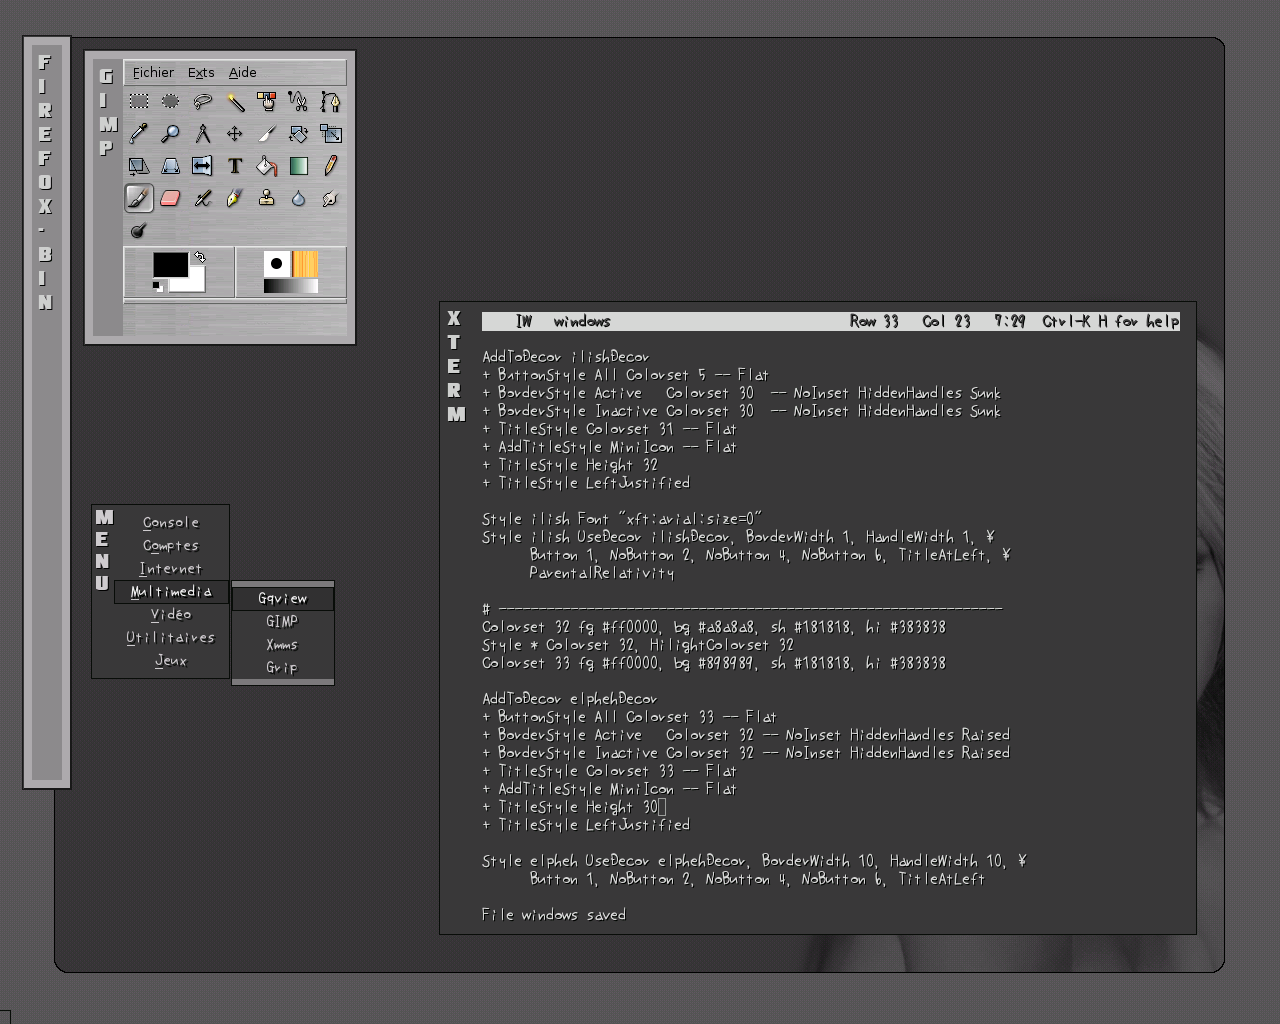 FIREFOX-BIN
GIMP
Fichier Exts Aide
XTERM
IW windows Row 33 Col 23 7:29 Ctrl-K H for help
AddToDecor ilishDecor
+ ButtonStyle All Colorset 5 -- Flat
+ BorderStyle Active Colorset 30 -- NoInset HiddenHandles Sunk
+ BorderStyle Inactive Colorset 30 -- NoInset HiddenHandles Sunk
+ TitleStyle Colorset 31 -- Flat
+ AddTitleStyle MiniIcon -- Flat
+ TitleStyle Height 32
+ TitleStyle LeftJustified
Style ilish Font "xft:arial:size=0"
Style ilish UseDecor ilishDecor, BorderWidth 1, HandleWidth 1, ¥
Button 1, NoButton 2, NoButton 4, NoButton 6, TitleAtLeft, ¥
ParentalRelativity
# ---------------------------------------------------------------
Colorset 32 fg #ff0000, bg #a8a8a8, sh #181818, hi #383838
Style * Colorset 32, HilightColorset 32
Colorset 33 fg #ff0000, bg #898989, sh #181818, hi #383838
AddToDecor elphehDecor
+ ButtonStyle All Colorset 33 -- Flat
+ BorderStyle Active Colorset 32 -- NoInset HiddenHandles Raised
+ BorderStyle Inactive Colorset 32 -- NoInset HiddenHandles Raised
+ TitleStyle Colorset 33 -- Flat
+ AddTitleStyle MiniIcon -- Flat
+ TitleStyle Height 30
+ TitleStyle LeftJustified
Style elpheh UseDecor elphehDecor, BorderWidth 10, HandleWidth 10, ¥
Button 1, NoButton 2, NoButton 4, NoButton 6, TitleAtLeft
File windows saved
MENU
Console
Comptes
Internet
Multimedia
Vidéo
Utilitaires
Jeux
Gqview
GIMP
Xmms
Grip